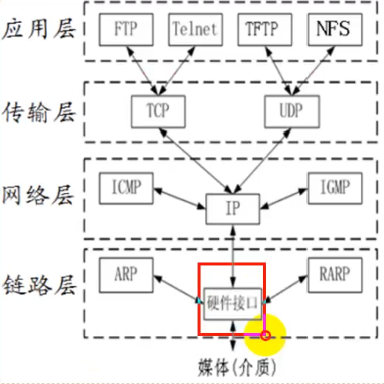 应用层 FTP Telnet TFTP NFS
传输层 TCP UDP
网络层 ICMP IP IGMP
链路层 ARP 硬件接口 RARP
媒体(介质)